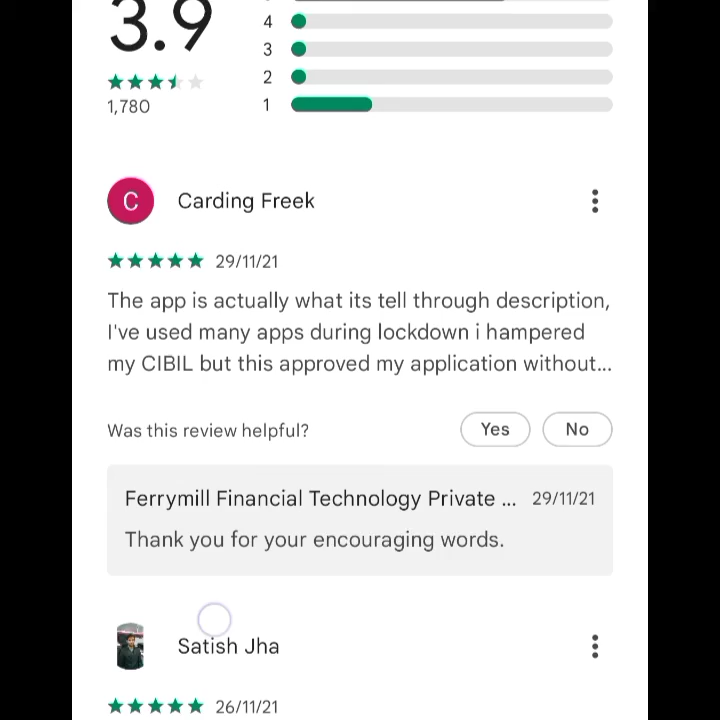 3.9
4
3
2
1
1,780
C
Carding Freek
29/11/21
The app is actually what its tell through description,
I've used many apps during lockdown i hampered
my CIBIL but this approved my application without...
Was this review helpful?
Yes
No
Ferrymill Financial Technology Private ... 29/11/21
Thank you for your encouraging words.
Satish Jha
26/11/21